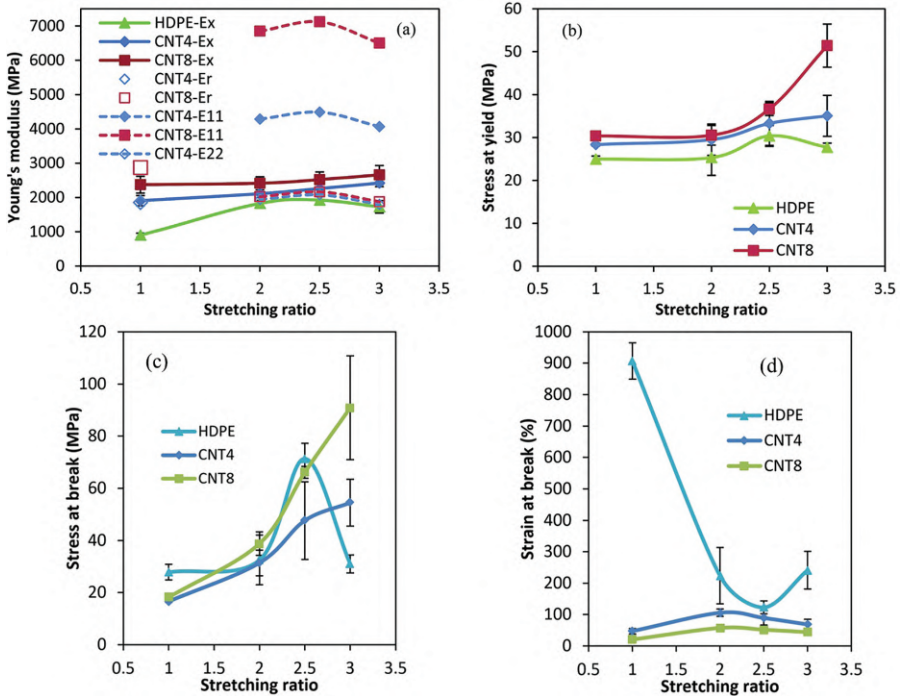 (a)
Young's modulus (MPa)
7000
6000
5000
4000
3000
2000
1000
0
HDPE-Ex
CNT4-Ex
CNT8-Ex
CNT4-Er
CNT8-Er
CNT4-E11
CNT8-E11
CNT4-E22
0.5 1 1.5 2 2.5 3 3.5
Stretching ratio
(b)
Stress at yield (MPa)
60
50
40
30
20
10
0
HDPE
CNT4
CNT8
0.5 1 1.5 2 2.5 3 3.5
Stretching ratio
(c)
Stress at break (MPa)
120
100
80
60
40
20
0
HDPE
CNT4
CNT8
0.5 1 1.5 2 2.5 3 3.5
Stretching ratio
(d)
Strain at break (%)
1000
900
800
700
600
500
400
300
200
100
0
HDPE
CNT4
CNT8
0.5 1 1.5 2 2.5 3 3.5
Stretching ratio